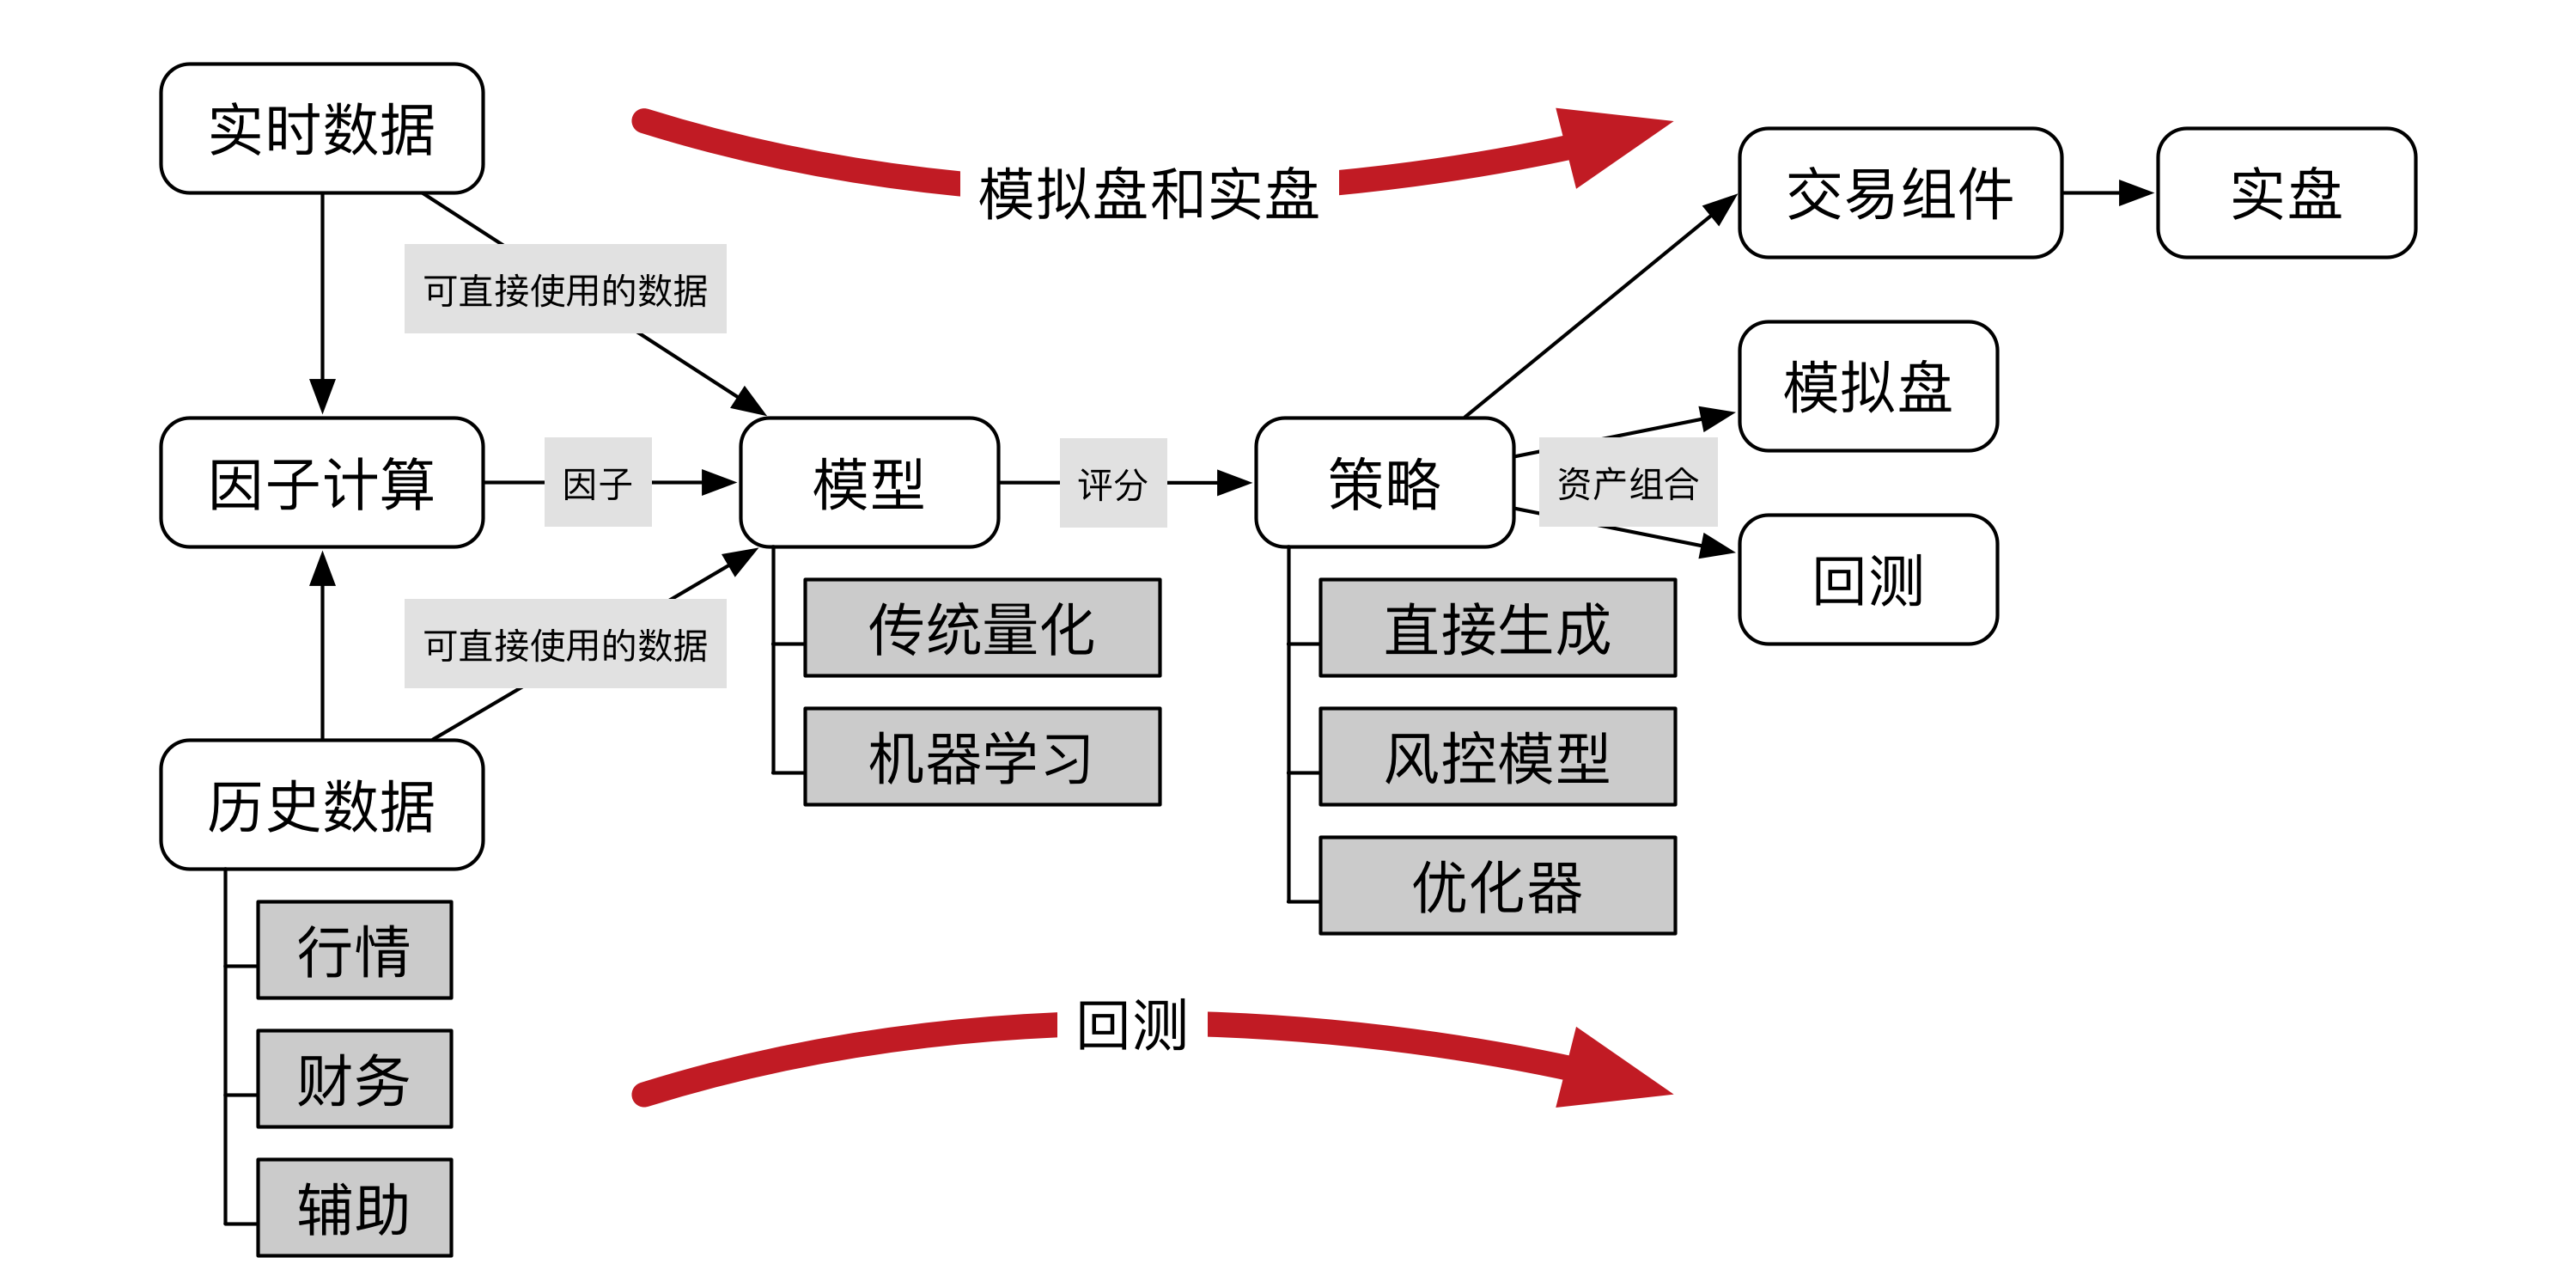 实时数据
模拟盘和实盘
交易组件
实盘
可直接使用的数据
模拟盘
因子计算
因子
模型
评分
策略
资产组合
回测
传统量化
直接生成
可直接使用的数据
机器学习
风控模型
历史数据
优化器
行情
回测
财务
辅助